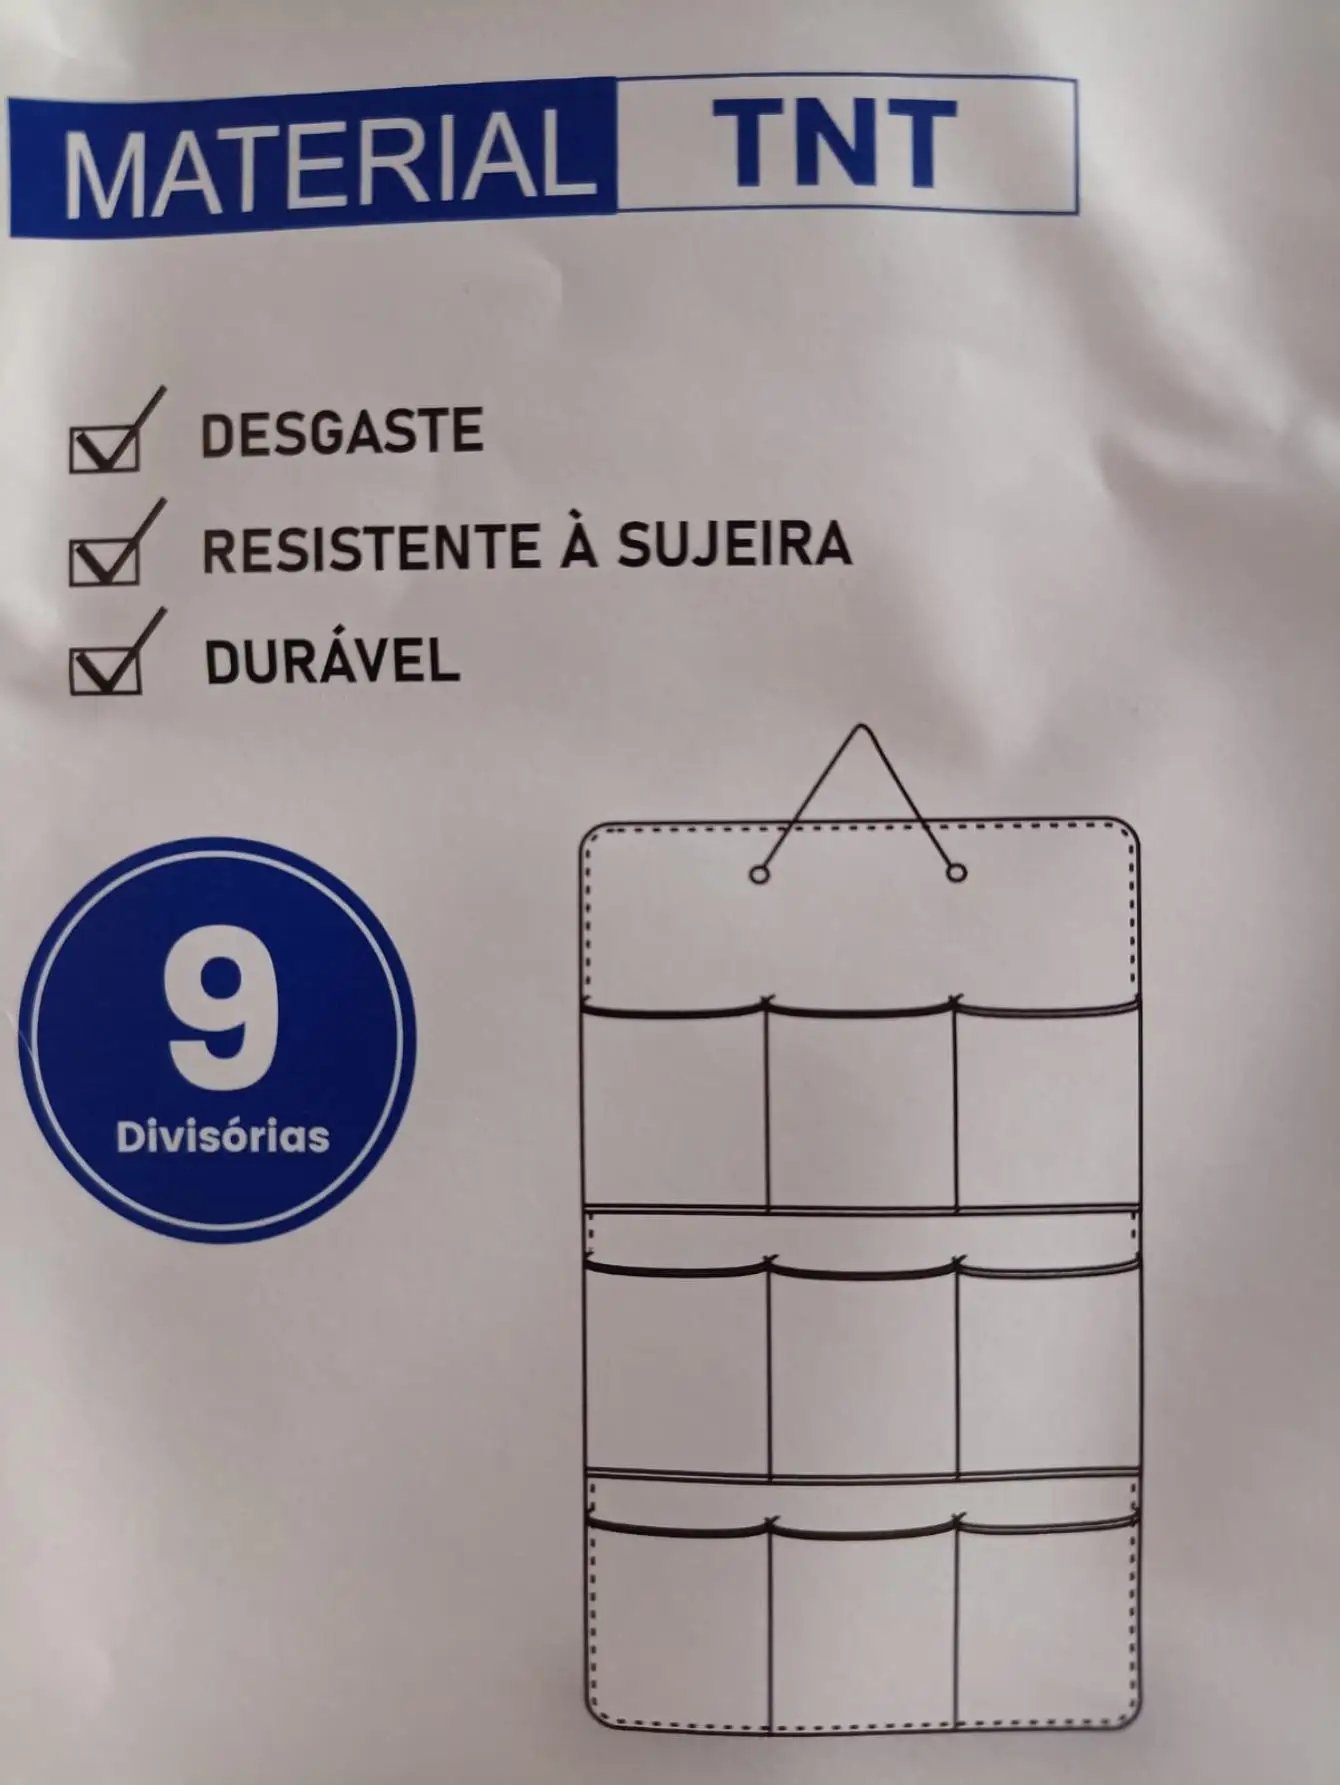 MATERIAL TNT
DESGASTE
RESISTENTE À SUJEIRA
DURÁVEL
9
Divisórias